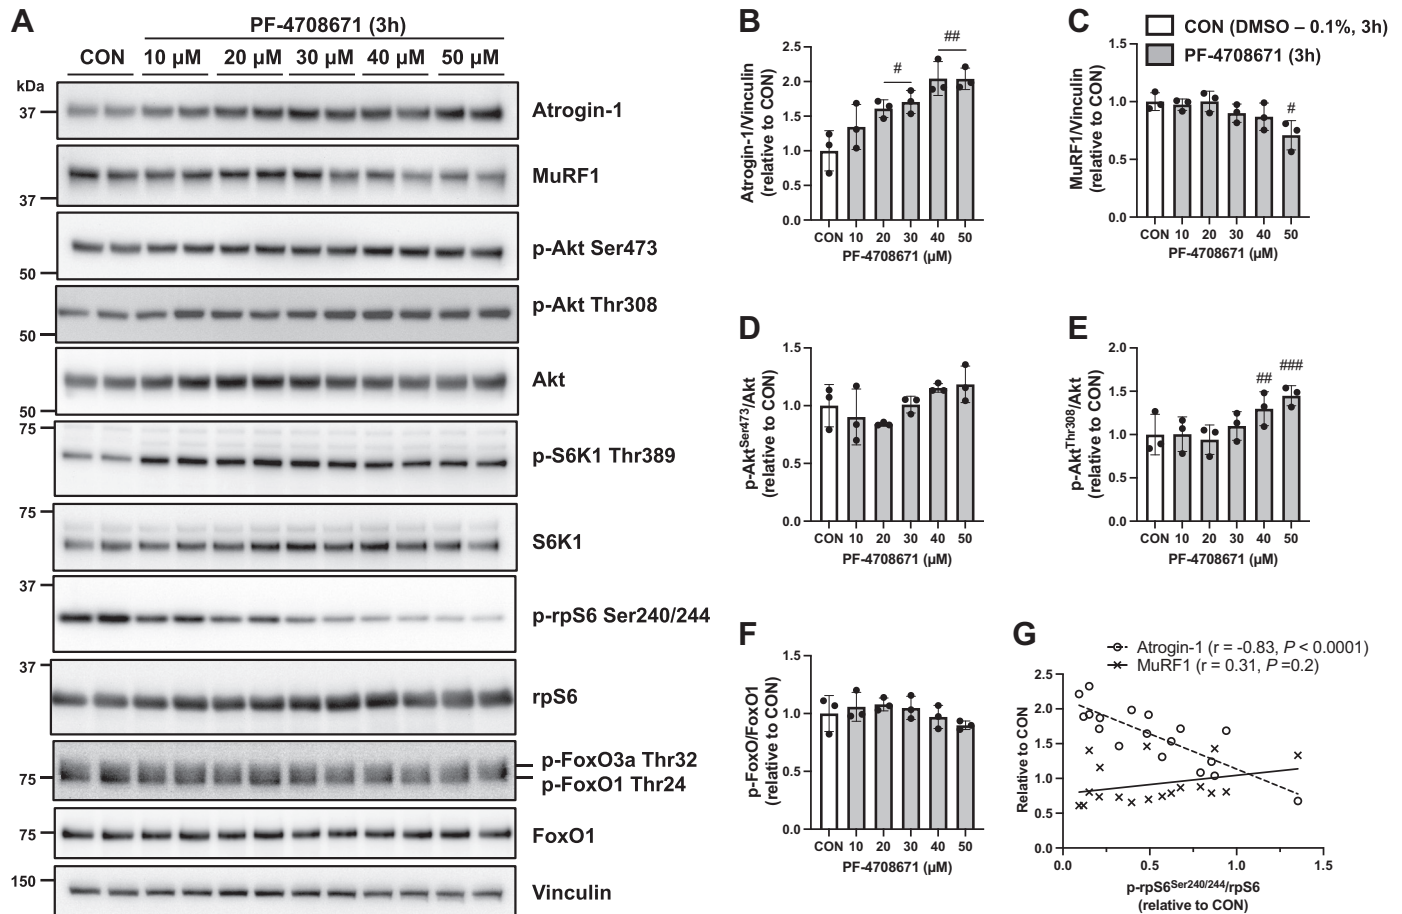 A
PF-4708671 (3h)
CON 10 µM 20 µM 30 µM 40 µM 50 µM
kDa
37 Atrogin-1
MuRF1
37
p-Akt Ser473
50
p-Akt Thr308
50
Akt
50
75
p-S6K1 Thr389
75
S6K1
37
p-rpS6 Ser240/244
37
rpS6
p-FoxO3a Thr32
75
p-FoxO1 Thr24
75 FoxO1
150
Vinculin
B
Atrogin-1/Vinculin
(relative to CON)
2.5
2.0
1.5
1.0
0.5
0.0
#
##
CON 10 20 30 40 50
PF-4708671 (µM)
C
CON (DMSO – 0.1%, 3h)
PF-4708671 (3h)
MuRF1/Vinculin
(relative to CON)
1.5
1.0
0.5
0.0
#
CON 10 20 30 40 50
PF-4708671 (µM)
D
p-AktSer473/Akt
(relative to CON)
1.5
1.0
0.5
0.0
CON 10 20 30 40 50
PF-4708671 (µM)
E
p-AktThr308/Akt
(relative to CON)
2.0
1.5
1.0
0.5
0.0
##
###
CON 10 20 30 40 50
PF-4708671 (µM)
F
p-FoxO/FoxO1
(relative to CON)
1.5
1.0
0.5
0.0
CON 10 20 30 40 50
PF-4708671 (µM)
G
Atrogin-1 (r = -0.83, P < 0.0001)
MuRF1 (r = 0.31, P =0.2)
Relative to CON
2.5
2.0
1.5
1.0
0.5
0.0
0.0 0.5 1.0 1.5
p-rpS6Ser240/244/rpS6
(relative to CON)